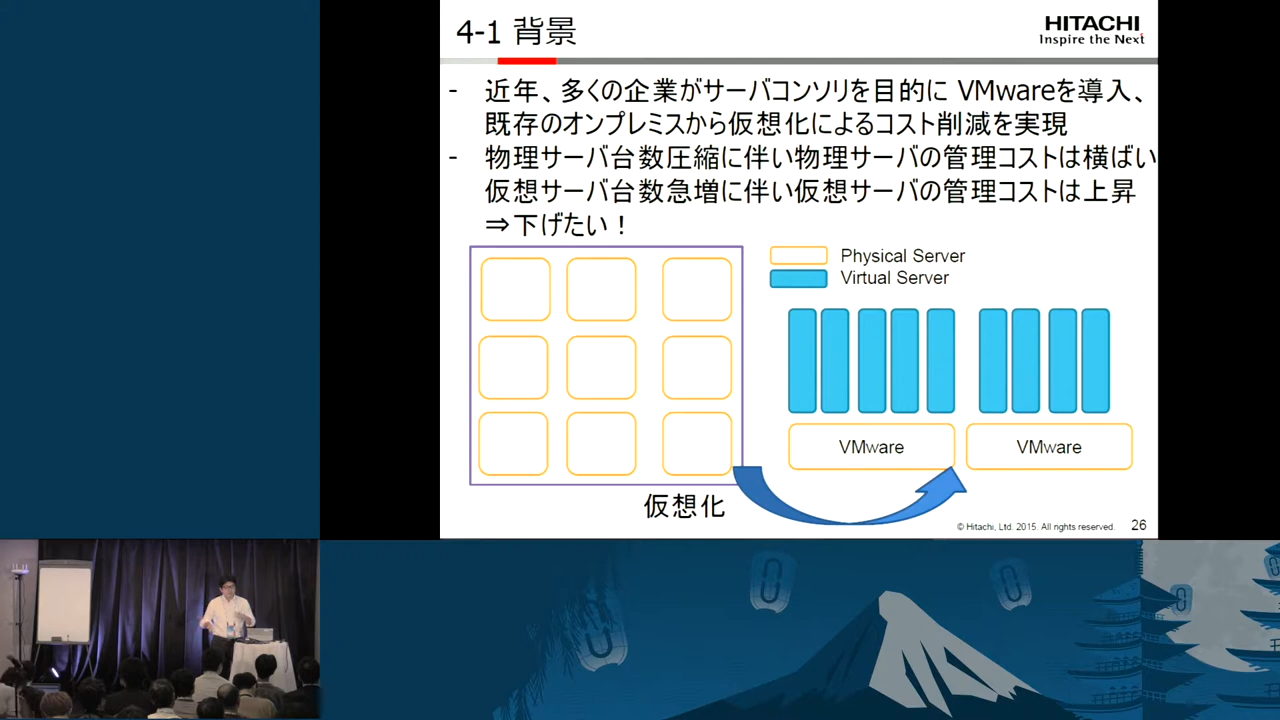 4-1 背景
HITACHI
Inspire the Next
- 近年、多くの企業がサーバコンソリを目的に VMwareを導入、
既存のオンプレミスから仮想化によるコスト削減を実現
- 物理サーバ台数圧縮に伴い物理サーバの管理コストは横ばい
仮想サーバ台数急増に伴い仮想サーバの管理コストは上昇
⇒下げたい！
Physical Server
Virtual Server
VMware
VMware
仮想化
© Hitachi, Ltd. 2015. All rights reserved.
26